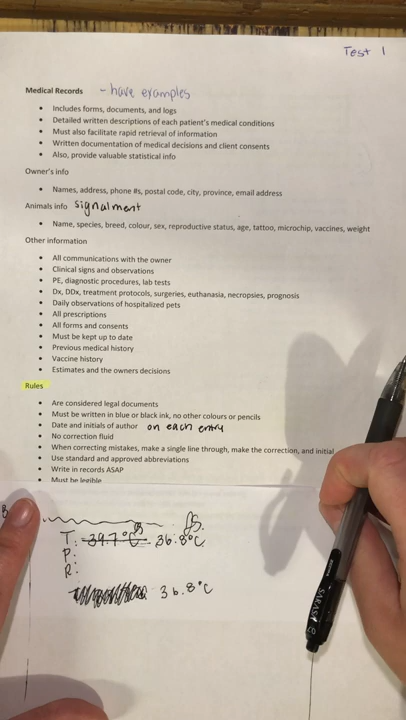 Test 1
Medical Records - have examples
• Includes forms, documents, and logs
• Detailed written descriptions of each patient's medical conditions
• Must also facilitate rapid retrieval of information
• Written documentation of medical decisions and client consents
• Also, provide valuable statistical info
Owner's info
• Names, address, phone #s, postal code, city, province, email address
Animals info signalment
• Name, species, breed, colour, sex, reproductive status, age, tattoo, microchip, vaccines, weight
Other information
• All communications with the owner
• Clinical signs and observations
• PE, diagnostic procedures, lab tests
• Dx, DDx, treatment protocols, surgeries, euthanasia, necropsies, prognosis
• Daily observations of hospitalized pets
• All prescriptions
• All forms and consents
• Must be kept up to date
• Previous medical history
• Vaccine history
• Estimates and the owners decisions
Rules
• Are considered legal documents
• Must be written in blue or black ink, no other colours or pencils
• Date and initials of author on each entry
• No correction fluid
• When correcting mistakes, make a single line through, make the correction, and initial
• Use standard and approved abbreviations
• Write in records ASAP
• Must be legible
T: 39.7°C 36.8°C
P:
R:
36.8°C
SARASA